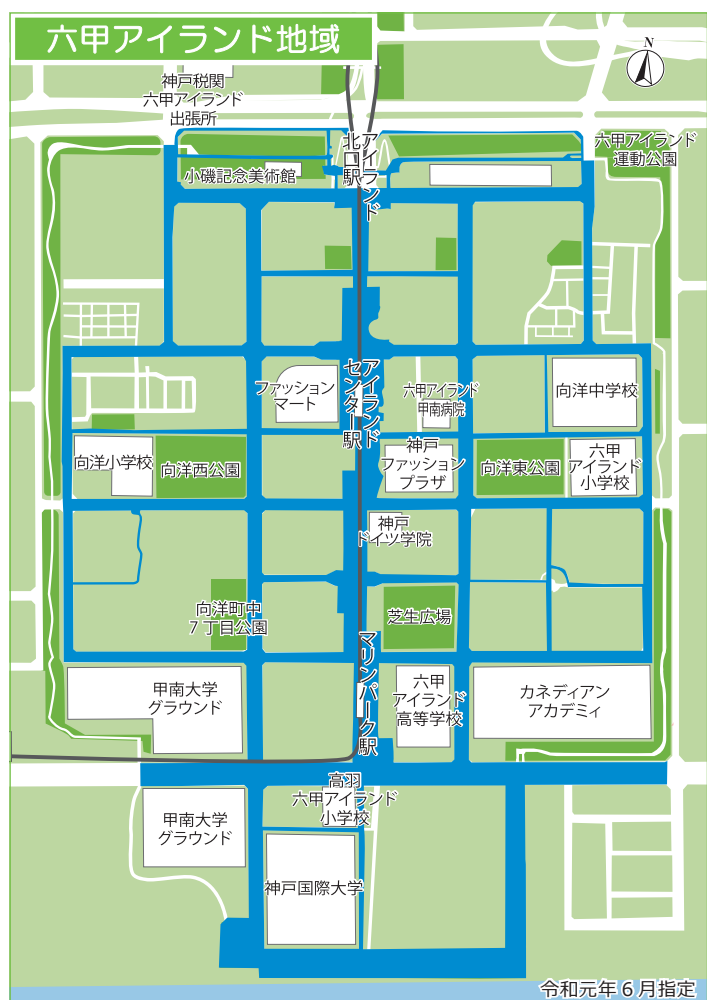 六甲アイランド地域
N
神戸税関
六甲アイランド
出張所
アイランド
北口駅
六甲アイランド
運動公園
小磯記念美術館
ファッション
マート
アイランド
センター駅
六甲アイランド
甲南病院
向洋中学校
向洋小学校
向洋西公園
神戸
ファッション
プラザ
向洋東公園
六甲
アイランド
小学校
神戸
ドイツ学院
向洋町中
7丁目公園
芝生広場
マリンパーク駅
甲南大学
グラウンド
六甲
アイランド
高等学校
カネディアン
アカデミィ
高羽
六甲アイランド
小学校
甲南大学
グラウンド
神戸国際大学
令和元年6月指定